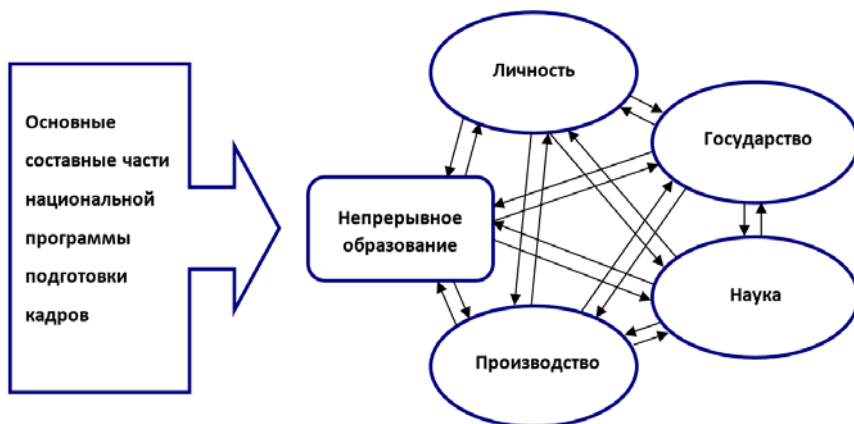 Основные
составные части
национальной
программы
подготовки
кадров
Личность
Государство
Непрерывное
образование
Наука
Производство